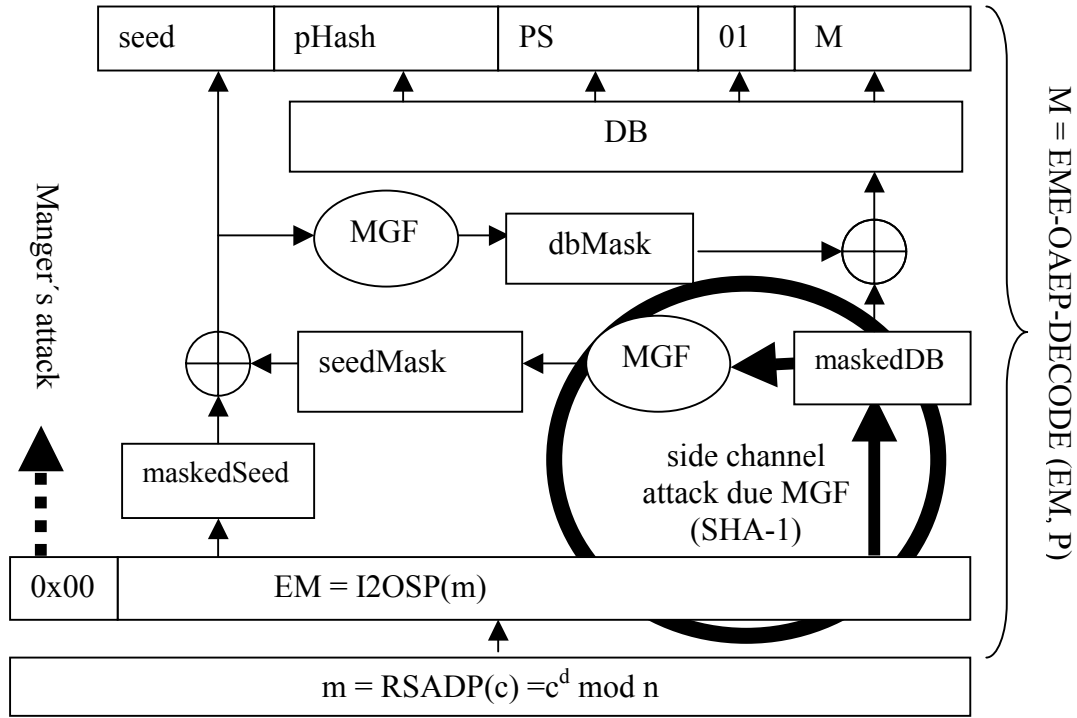 seed pHash PS 01 M
DB
MGF
dbMask
seedMask
MGF
maskedDB
maskedSeed
side channel
attack due MGF
(SHA-1)
0x00 EM = I2OSP(m)
m = RSADP(c) =c^d mod n
Manger´s attack
M = EME-OAEP-DECODE (EM, P)